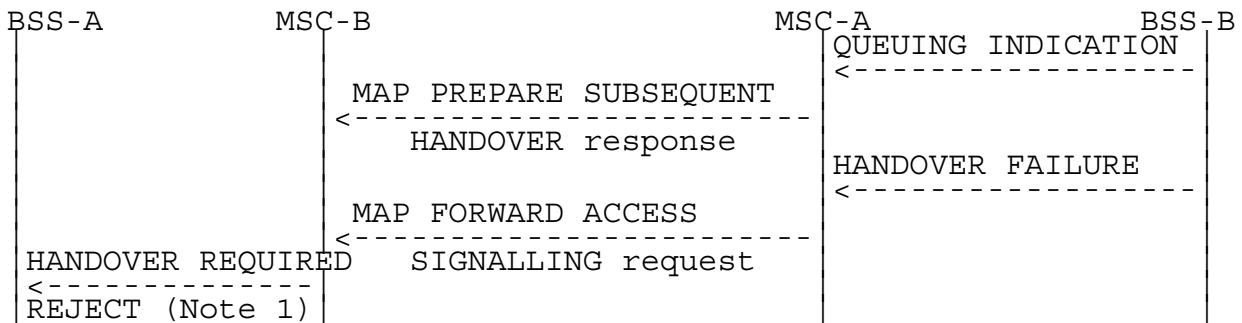 BSS-A MSC-B MSC-A BSS-B
QUEUING INDICATION
MAP PREPARE SUBSEQUENT
HANDOVER response
HANDOVER FAILURE
MAP FORWARD ACCESS
HANDOVER REQUIRED SIGNALLING request
REJECT (Note 1)